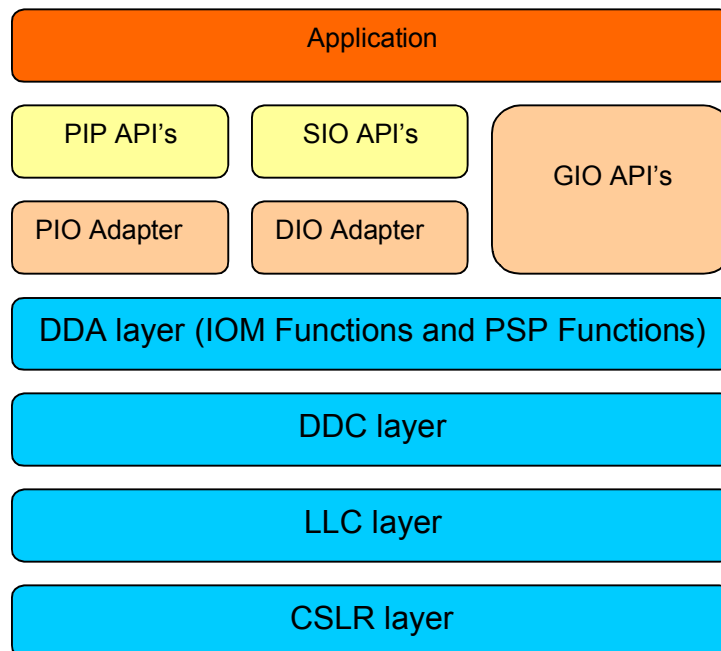 Application
PIP API's
SIO API's
GIO API's
PIO Adapter
DIO Adapter
DDA layer (IOM Functions and PSP Functions)
DDC layer
LLC layer
CSLR layer